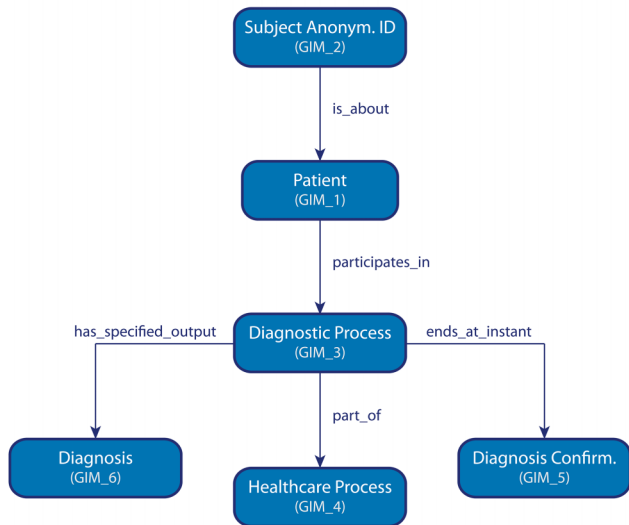 Subject Anonym. ID
(GIM_2)
is_about
Patient
(GIM_1)
participates_in
has_specified_output
Diagnostic Process
(GIM_3)
ends_at_instant
part_of
Diagnosis
(GIM_6)
Healthcare Process
(GIM_4)
Diagnosis Confirm.
(GIM_5)